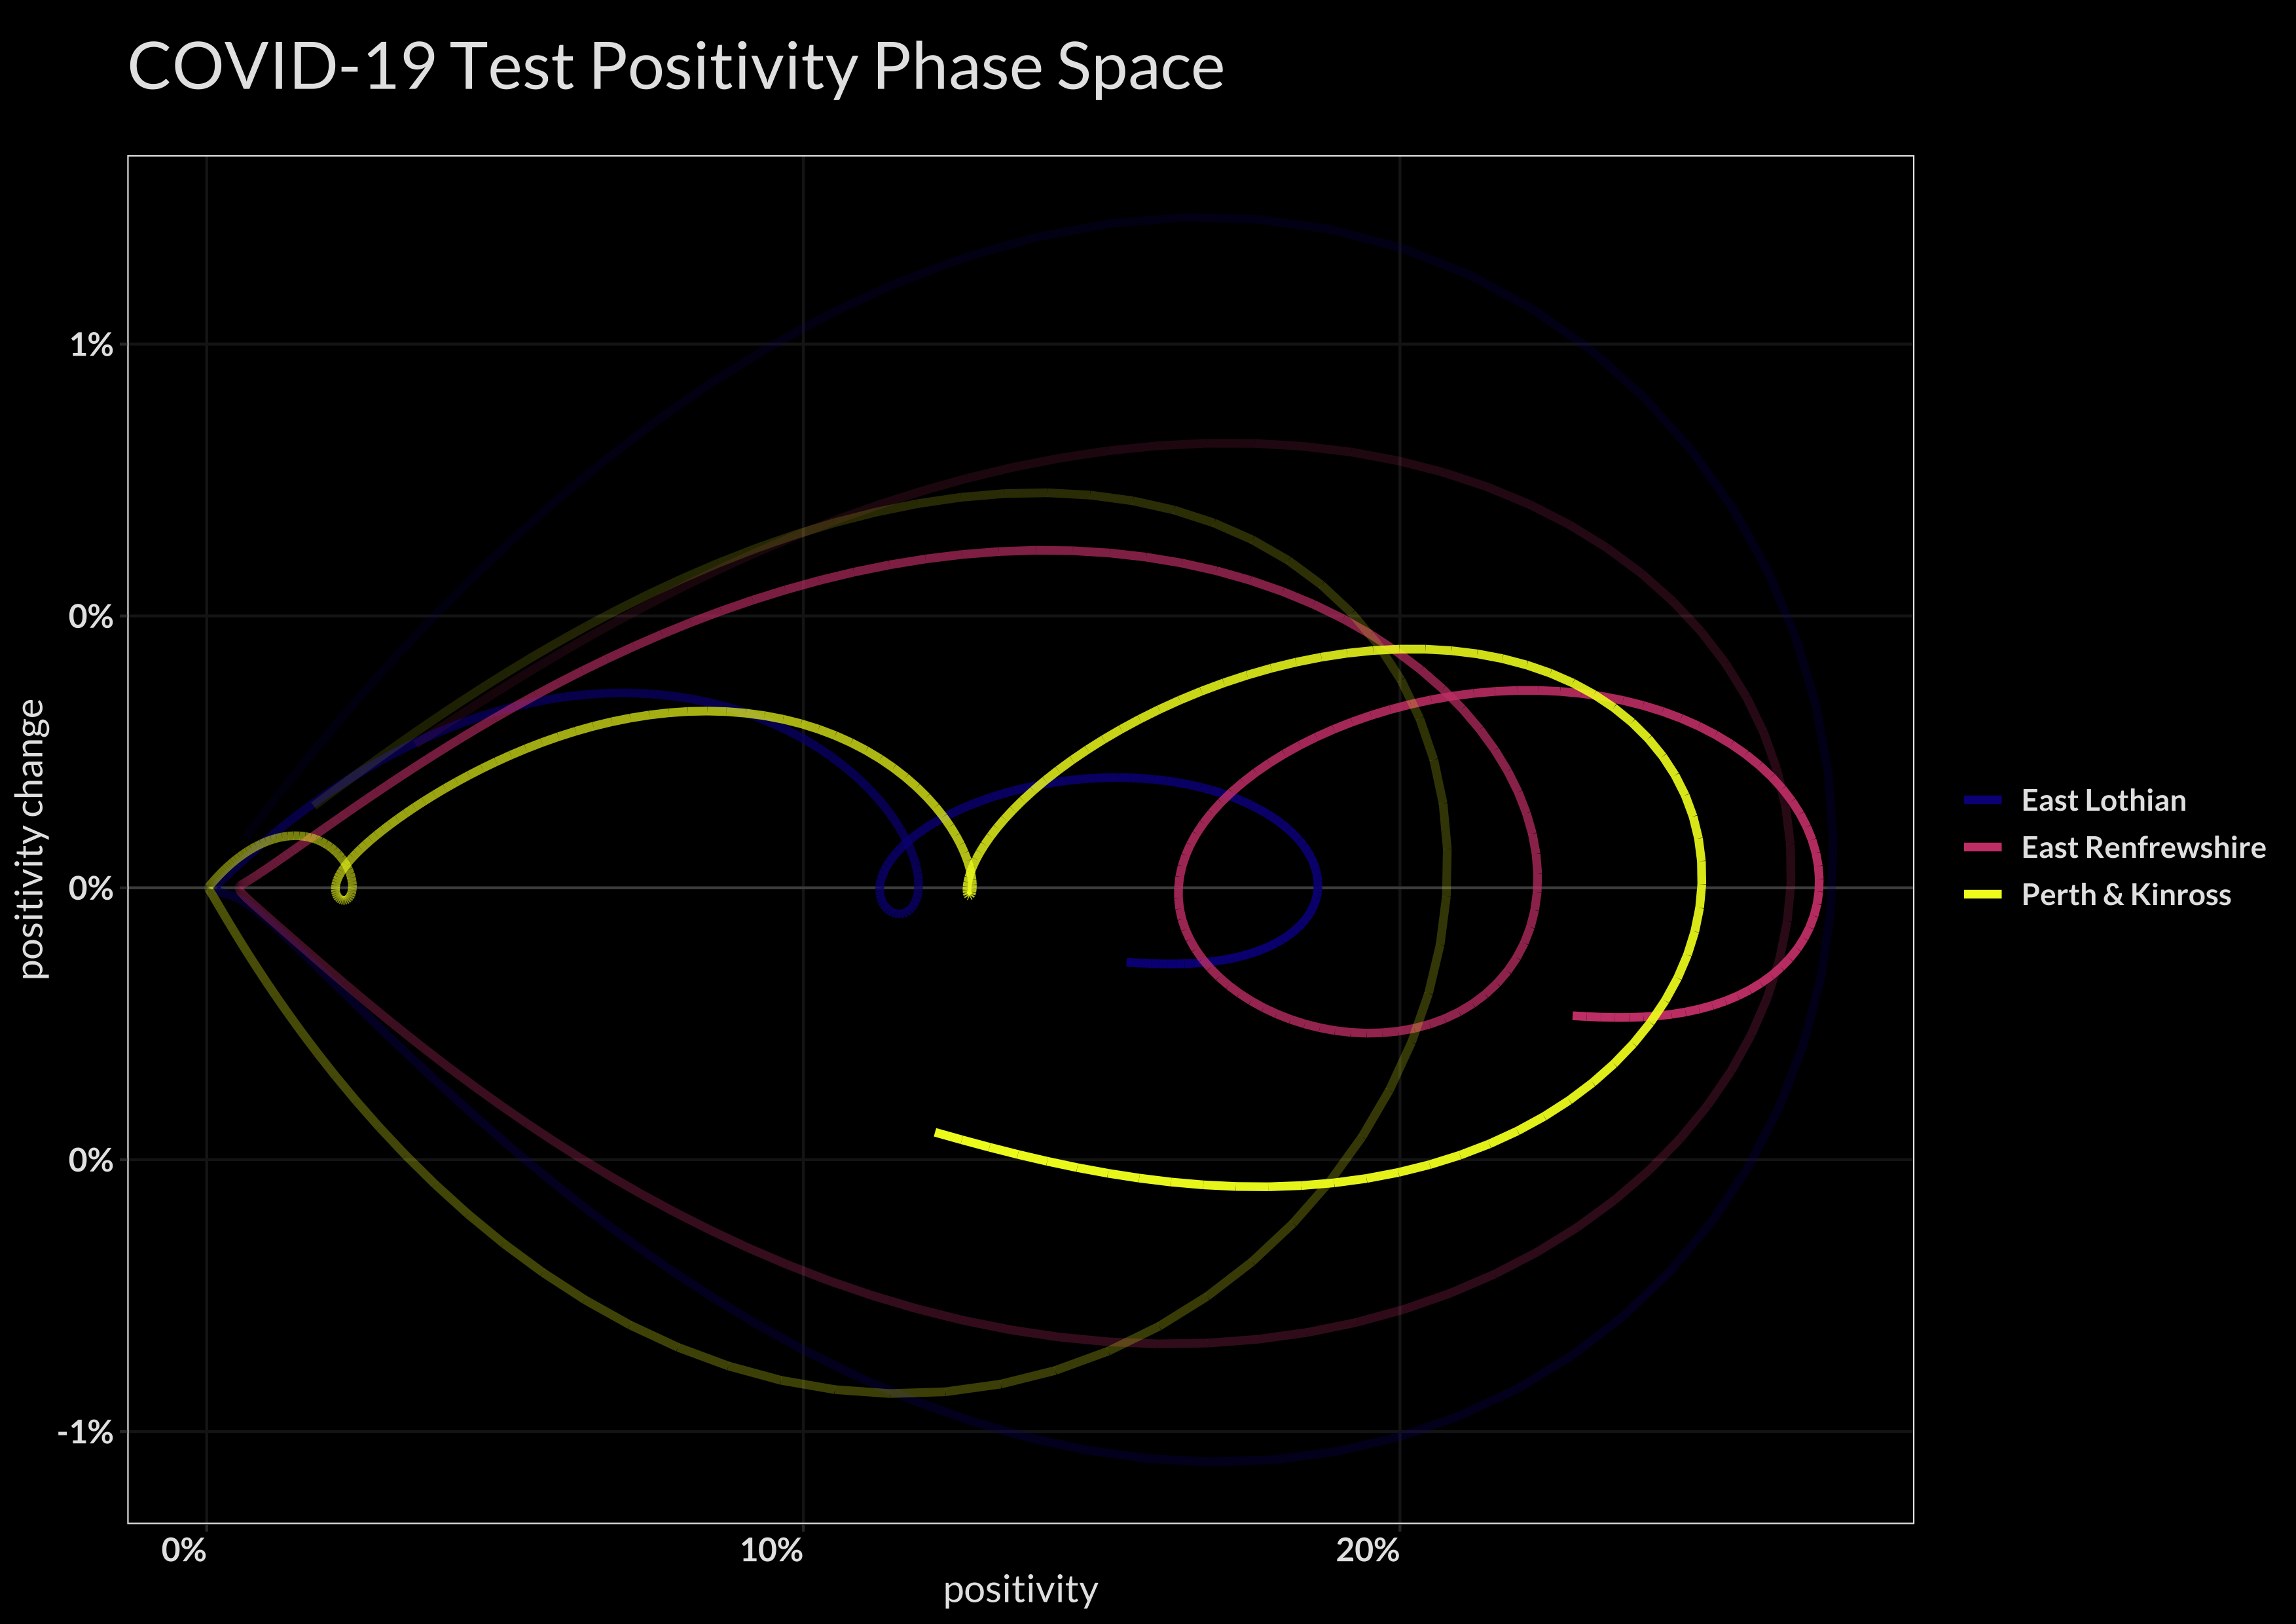 COVID-19 Test Positivity Phase Space
positivity change
1%
0%
0%
0%
-1%
0%
10%
20%
positivity
East Lothian
East Renfrewshire
Perth & Kinross